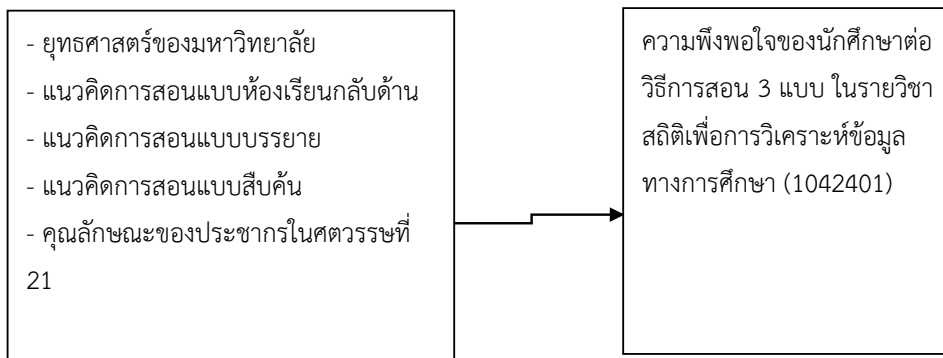 - ยุทธศาสตร์ของมหาวิทยาลัย
- แนวคิดการสอนแบบห้องเรียนกลับด้าน
- แนวคิดการสอนแบบบรรยาย
- แนวคิดการสอนแบบสืบค้น
- คุณลักษณะของประชากรในศตวรรษที่
21
ความพึงพอใจของนักศึกษาต่อ
วิธีการสอน 3 แบบ ในรายวิชา
สถิติเพื่อการวิเคราะห์ข้อมูล
ทางการศึกษา (1042401)